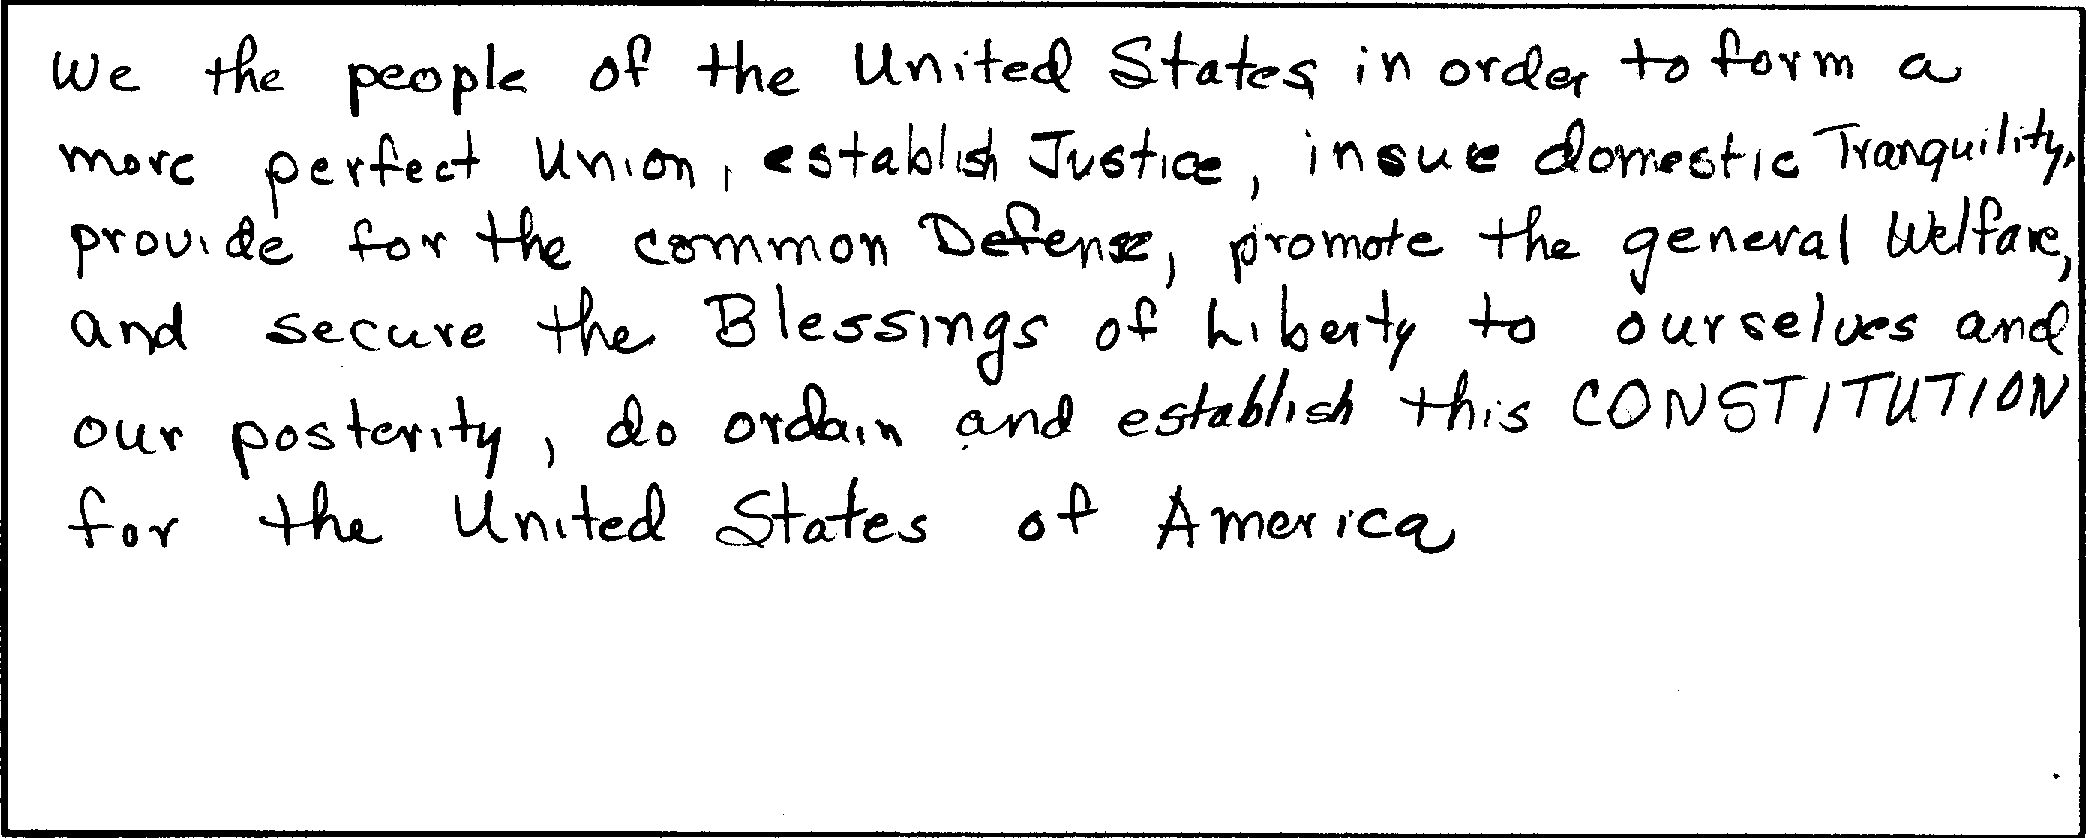 We the people of the United States in order to form a
more perfect Union, establish Justice, insue domestic Tranquility,
provide for the common Defense, promote the general Welfare,
and secure the Blessings of Liberty to ourselves and
our posterity, do ordain and establish this CONSTITUTION
for the United States of America